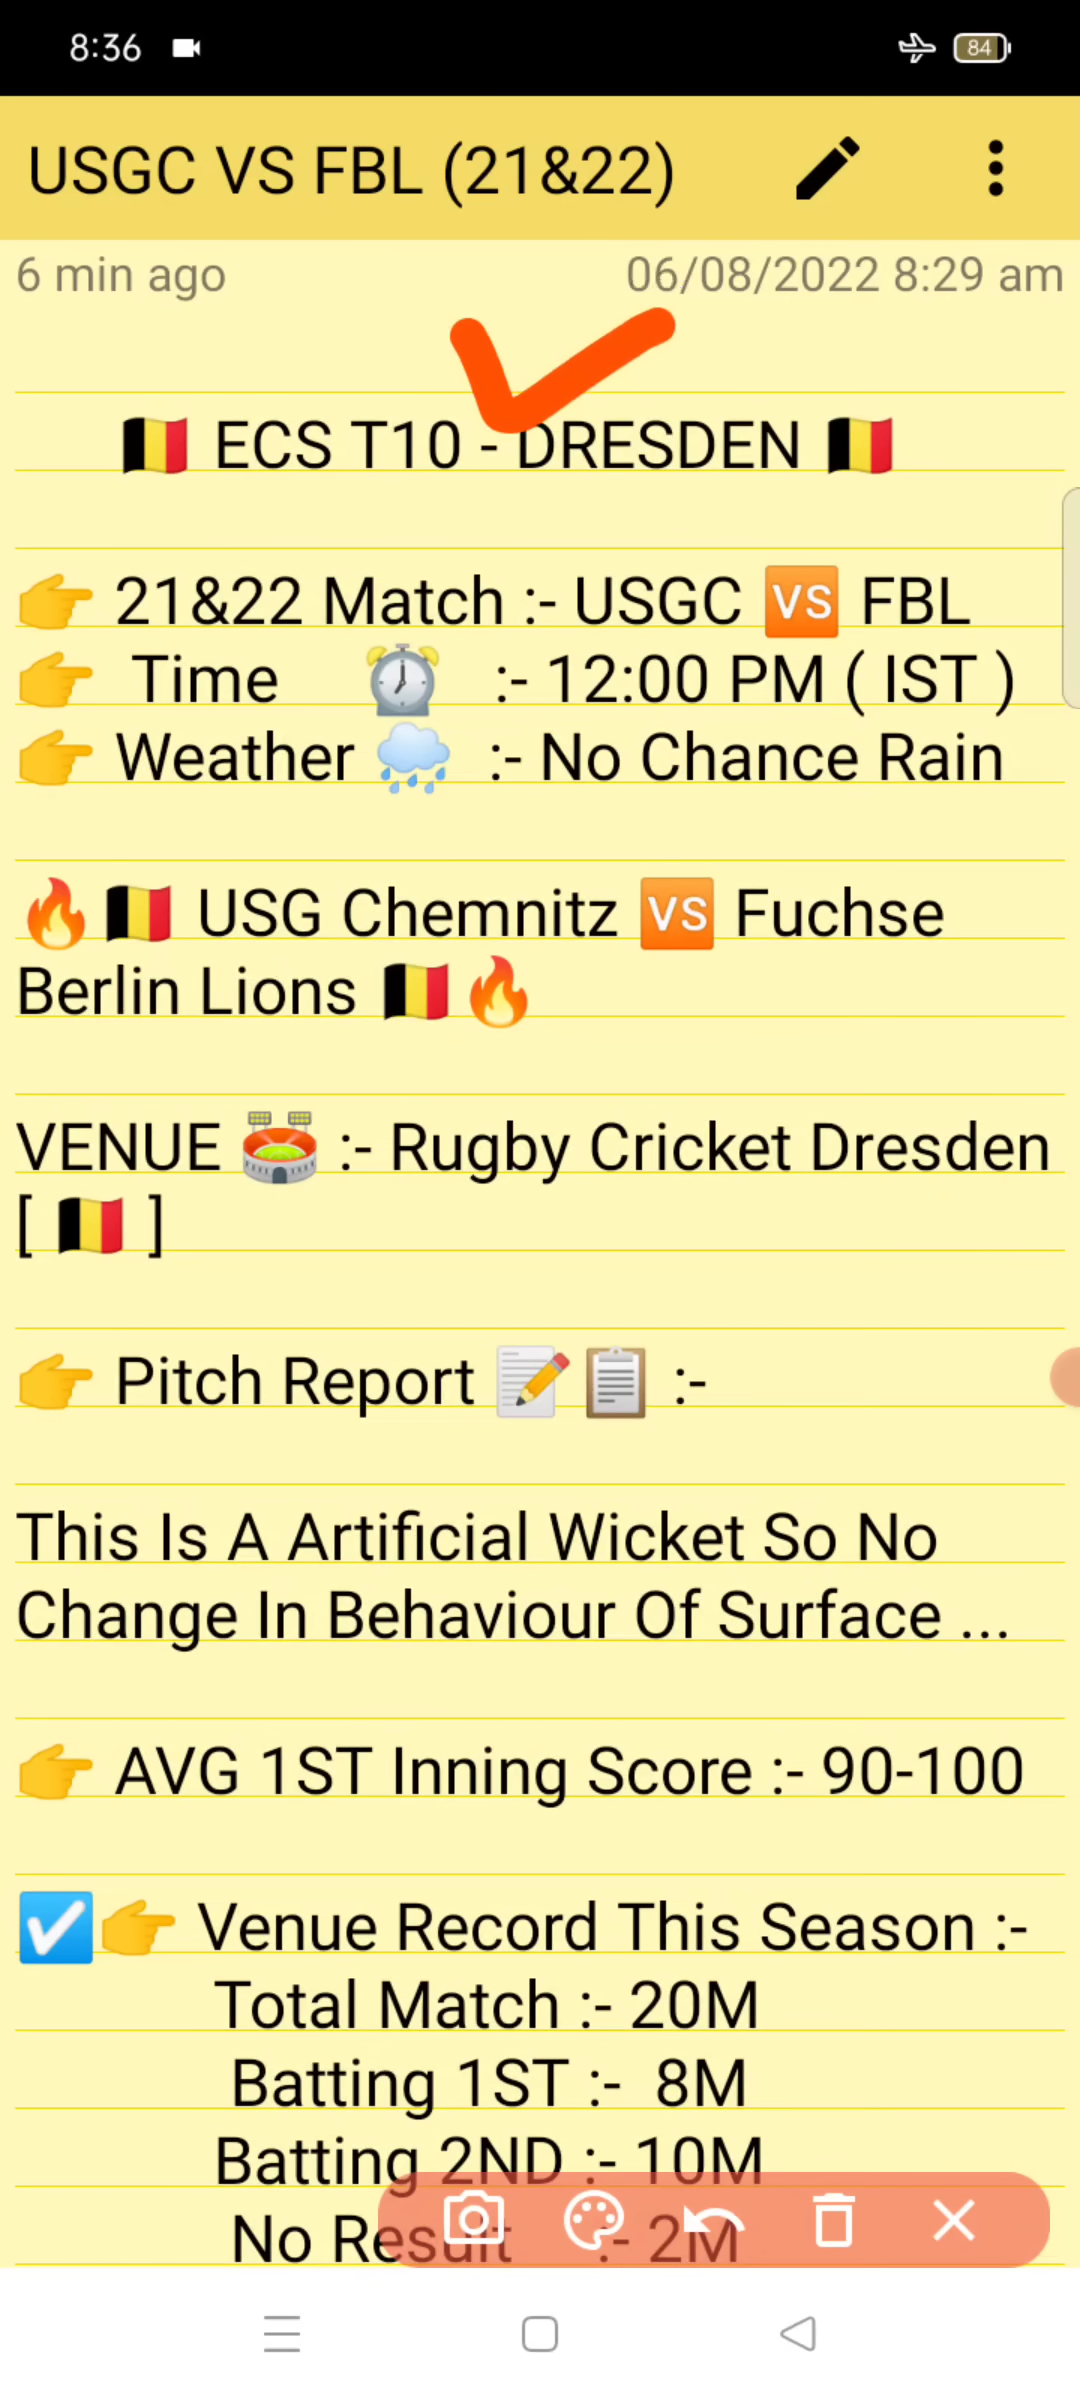 8:36
84
USGC VS FBL (21&22)
6 min ago 06/08/2022 8:29 am
🇧🇪 ECS T10 - DRESDEN 🇧🇪
👉 21&22 Match :- USGC 🆚 FBL
👉 Time ⏰ :- 12:00 PM ( IST )
👉 Weather 🌧 :- No Chance Rain
🔥🇧🇪 USG Chemnitz 🆚 Fuchse
Berlin Lions 🇧🇪🔥
VENUE 🏟 :- Rugby Cricket Dresden
[ 🇧🇪 ]
👉 Pitch Report 📝📋 :-
This Is A Artificial Wicket So No
Change In Behaviour Of Surface ...
👉 AVG 1ST Inning Score :- 90-100
☑👉 Venue Record This Season :-
Total Match :- 20M
Batting 1ST :- 8M
Batting 2ND :- 10M
No Result :- 2M